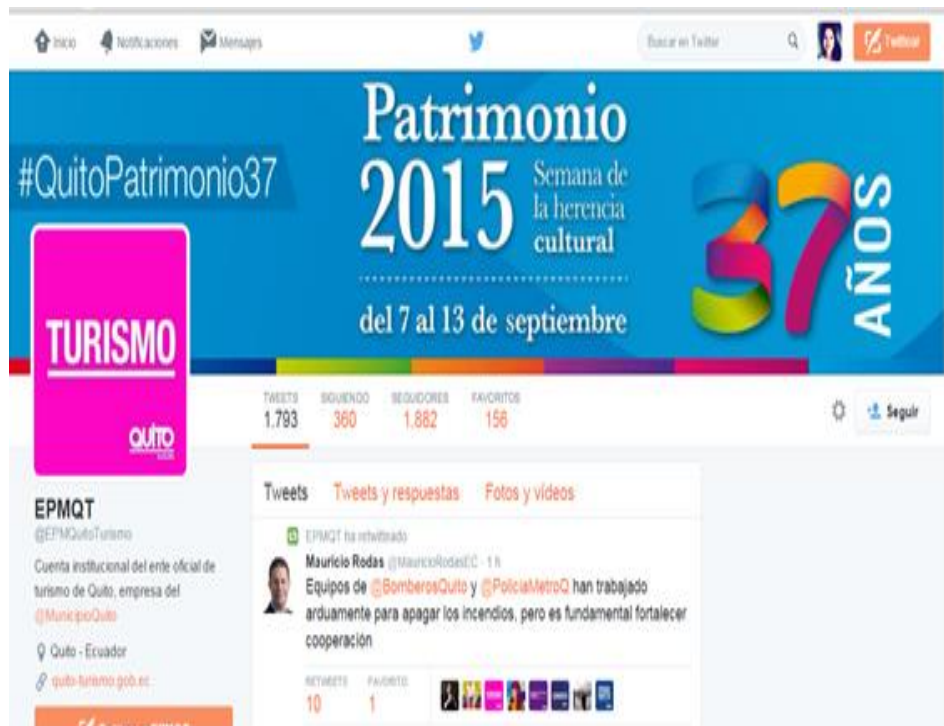 Inicio Notificaciones Mensajes Buscar en Twitter Twittear
Patrimonio
#QuitoPatrimonio37
2015 Semana de
la herencia
cultural
del 7 al 13 de septiembre
37
AÑOS
TURISMO
QUITO
TWEETS SIGUIENDO SEGUIDORES FAVORITOS
1.793 360 1.882 156
Seguir
EPMQT
@EPMQuitoTurismo
Cuenta institucional del ente oficial de
turismo de Quito, empresa del
@MunicipioQuito
Quito - Ecuador
quito-turismo.gob.ec
Tweets Tweets y respuestas Fotos y vídeos
EPMQT ha retwitteado
Mauricio Rodas @MauricioRodasEC · 1 h
Equipos de @BomberosQuito y @PoliciaMetroQ han trabajado
arduamente para apagar los incendios, pero es fundamental fortalecer
cooperación
RETWEETS FAVORITO
10 1